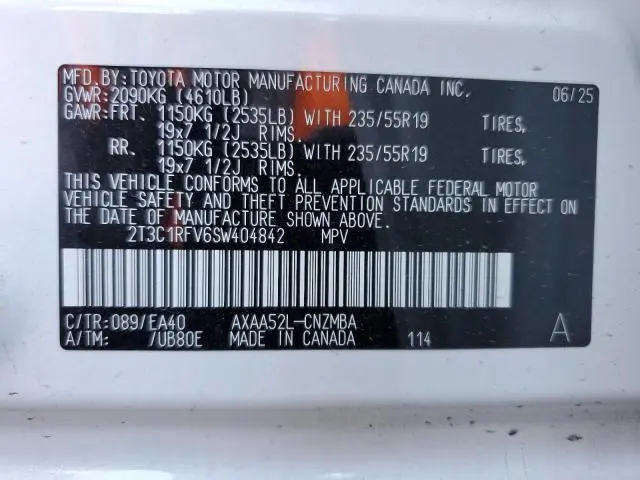 MFD.BY:TOYOTA MOTOR MANUFACTURING CANADA INC. 06/25
GVWR:2090KG (4610LB)
GAWR:FRT. 1150KG (2535LB) WITH 235/55R19 TIRES,
19x7 1/2J RIMS.
RR. 1150KG (2535LB) WITH 235/55R19 TIRES,
19x7 1/2J RIMS.
THIS VEHICLE CONFORMS TO ALL APPLICABLE FEDERAL MOTOR
VEHICLE SAFETY AND THEFT PREVENTION STANDARDS IN EFFECT ON
THE DATE OF MANUFACTURE SHOWN ABOVE.
2T3C1RFV6SW404842 MPV
C/TR:089/EA40 AXAA52L-CNZMBA A
A/TM: /UB80E MADE IN CANADA 114